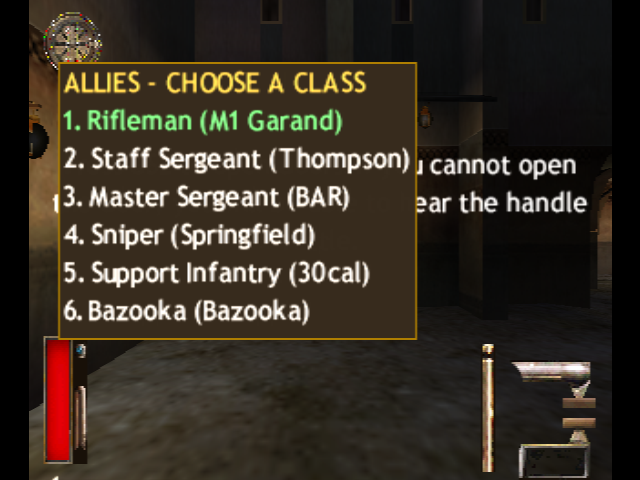 ALLIES - CHOOSE A CLASS
1. Rifleman (M1 Garand)
2. Staff Sergeant (Thompson)
cannot open
3. Master Sergeant (BAR)
the handle
4. Sniper (Springfield)
5. Support Infantry (30cal)
6. Bazooka (Bazooka)